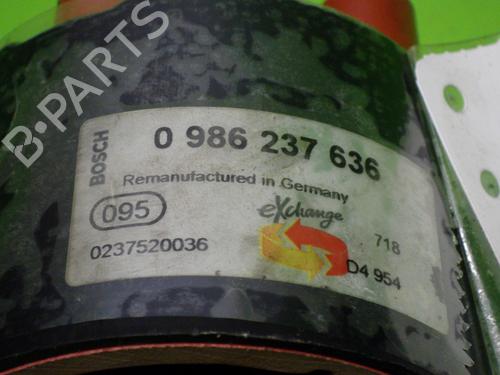 B-PARTS
BOSCH
0 986 237 636
Remanufactured in Germany
095
eXchange
718
0237520036
D4 954